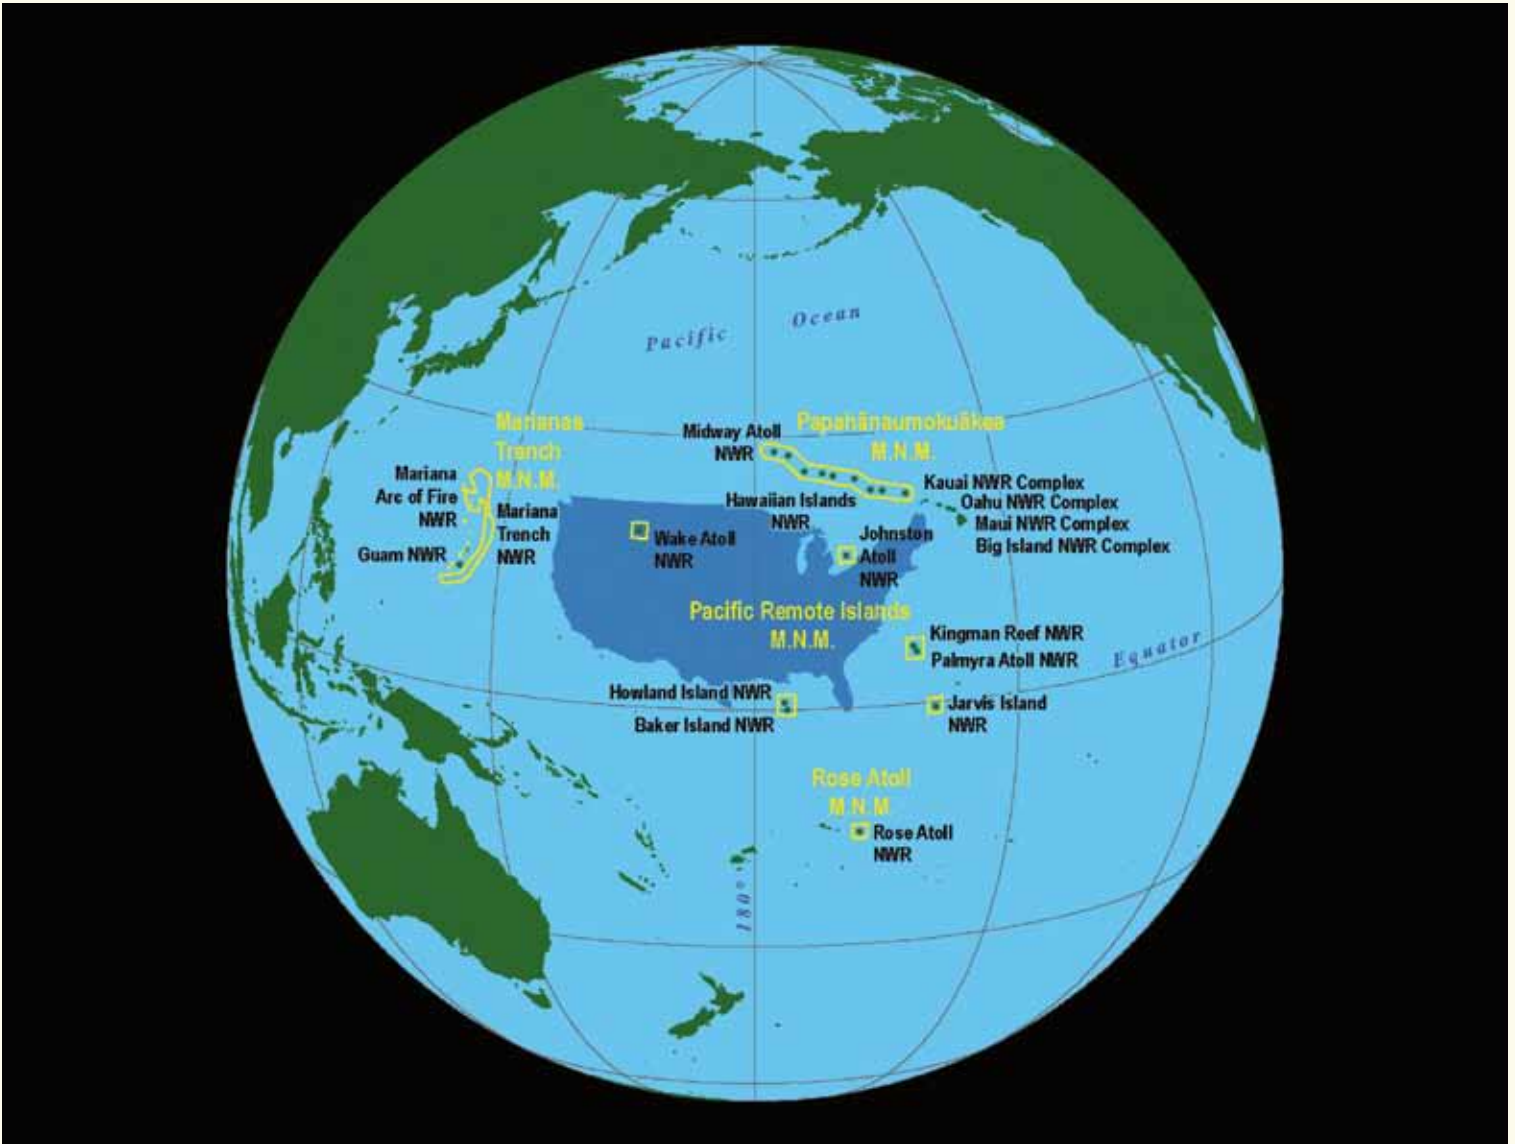 Pacific Ocean
Marianas
Trench
M.N.M.
Mariana
Arc of Fire
NWR
Mariana
Trench
NWR
Guam NWR
Midway Atoll
NWR
Papahānaumokuākea
M.N.M.
Hawaiian Islands
NWR
Kauai NWR Complex
Oahu NWR Complex
Maui NWR Complex
Big Island NWR Complex
Wake Atoll
NWR
Johnston
Atoll
NWR
Pacific Remote Islands
M.N.M.
Kingman Reef NWR
Palmyra Atoll NWR
Equator
Howland Island NWR
Baker Island NWR
Jarvis Island
NWR
Rose Atoll
M.N.M.
Rose Atoll
NWR
180°